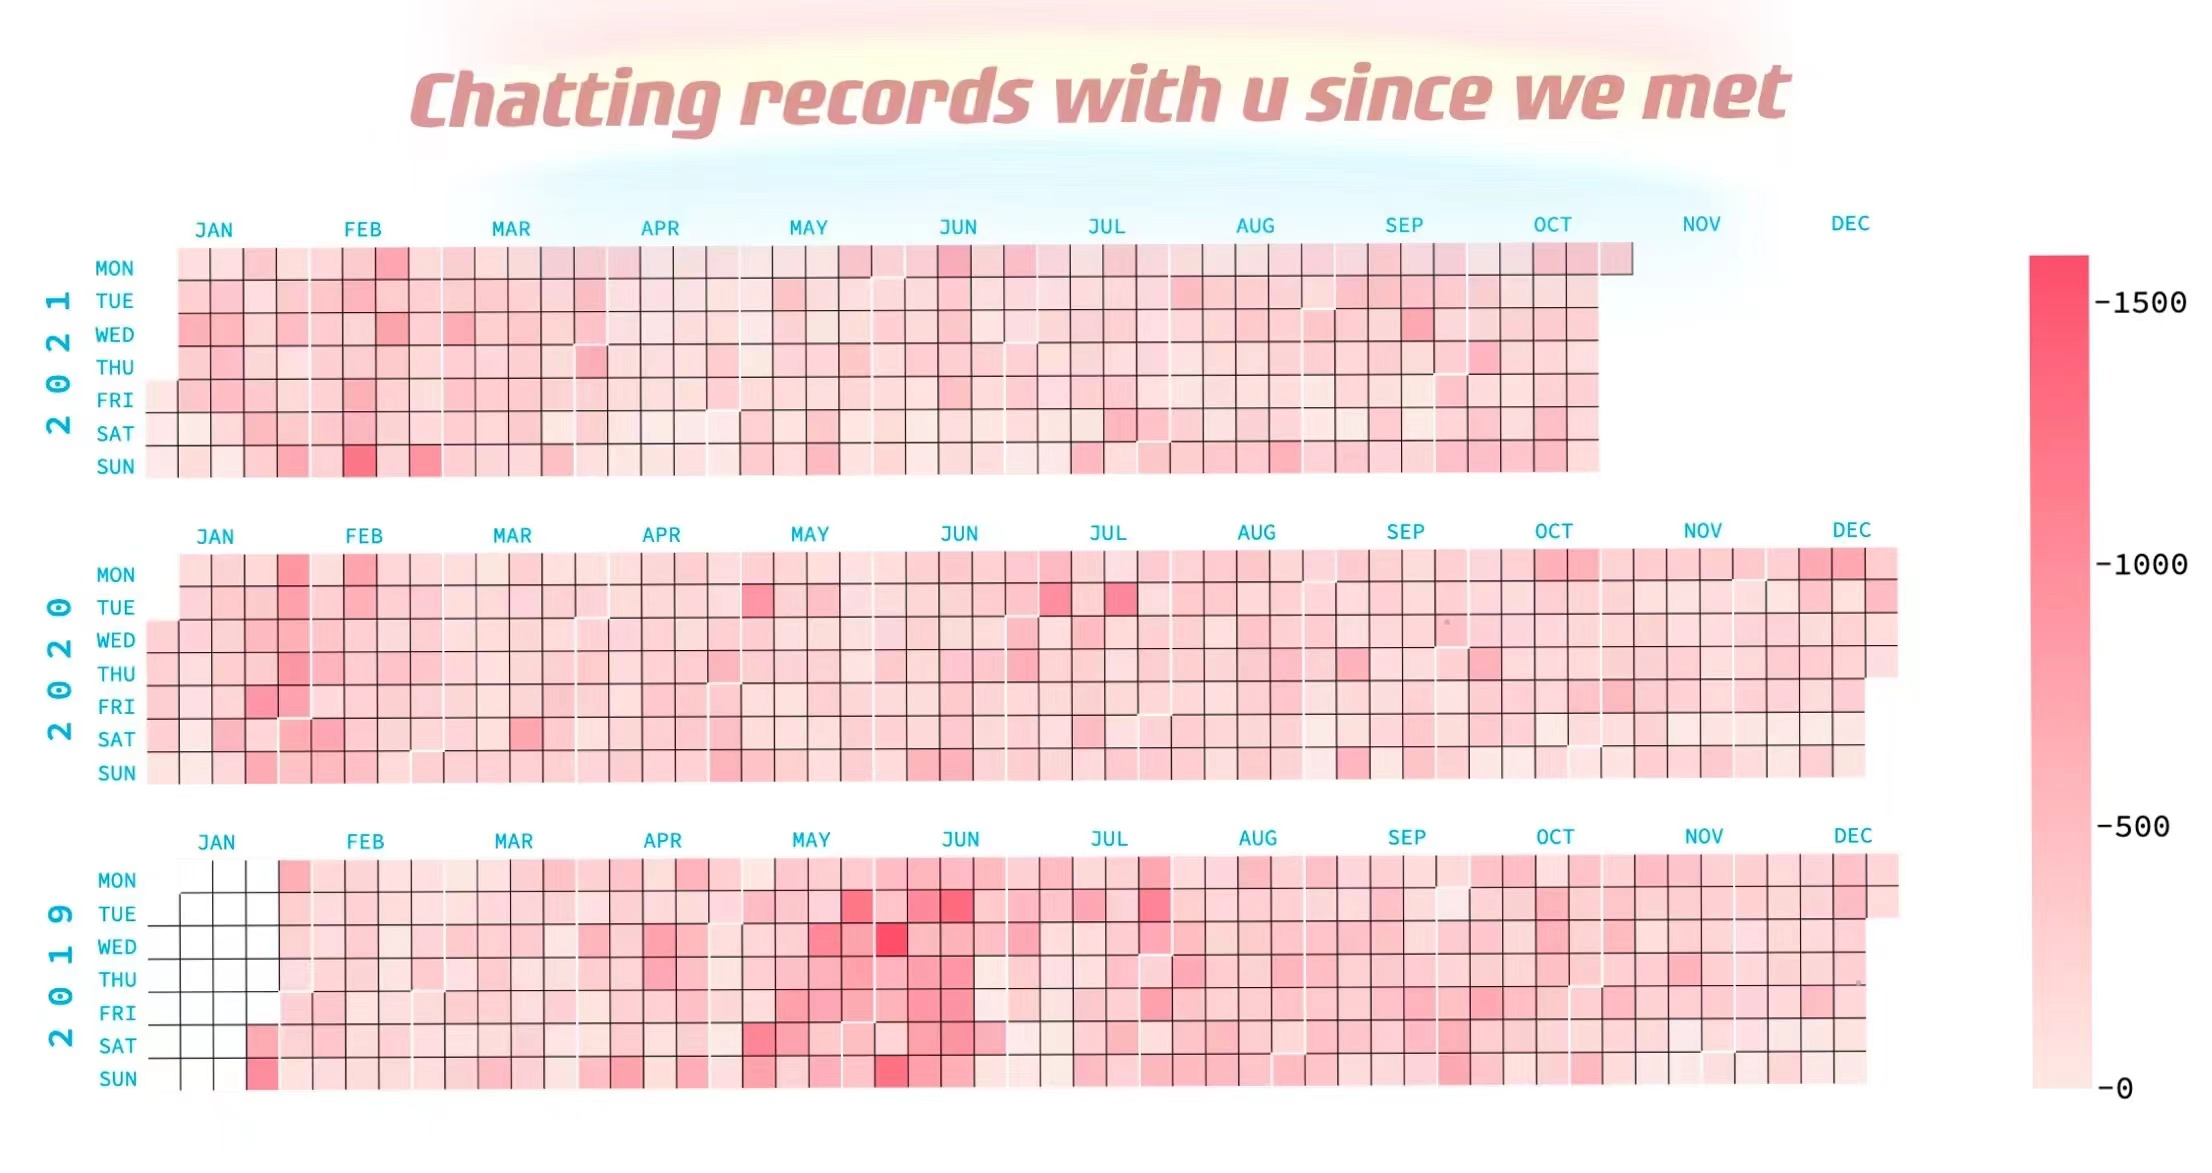 Chatting records with u since we met
JAN FEB MAR APR MAY JUN JUL AUG SEP OCT NOV DEC
2021
MON
TUE
WED
THU
FRI
SAT
SUN
JAN FEB MAR APR MAY JUN JUL AUG SEP OCT NOV DEC
2020
MON
TUE
WED
THU
FRI
SAT
SUN
JAN FEB MAR APR MAY JUN JUL AUG SEP OCT NOV DEC
2019
MON
TUE
WED
THU
FRI
SAT
SUN
1500
1000
500
0